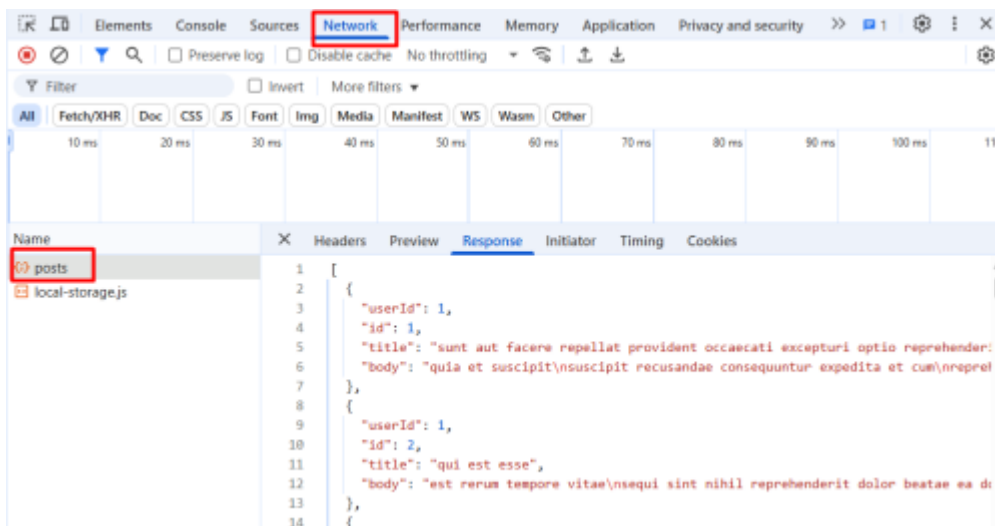 Elements Console Sources Network Performance Memory Application Privacy and security >> 1
Preserve log Disable cache No throttling
Filter Invert More filters
All Fetch/XHR Doc CSS JS Font Img Media Manifest WS Wasm Other
10 ms 20 ms 30 ms 40 ms 50 ms 60 ms 70 ms 80 ms 90 ms 100 ms 11
Name Headers Preview Response Initiator Timing Cookies
posts
local-storage.js
1 [
2 {
3 "userId": 1,
4 "id": 1,
5 "title": "sunt aut facere repellat provident occaecati excepturi optio reprehenderi
6 "body": "quia et suscipit\nsuscipit recusandae consequuntur expedita et cum\nrepreh
7 },
8 {
9 "userId": 1,
10 "id": 2,
11 "title": "qui est esse",
12 "body": "est rerum tempore vitae\nsequi sint nihil reprehenderit dolor beatae ea do
13 },
14 {